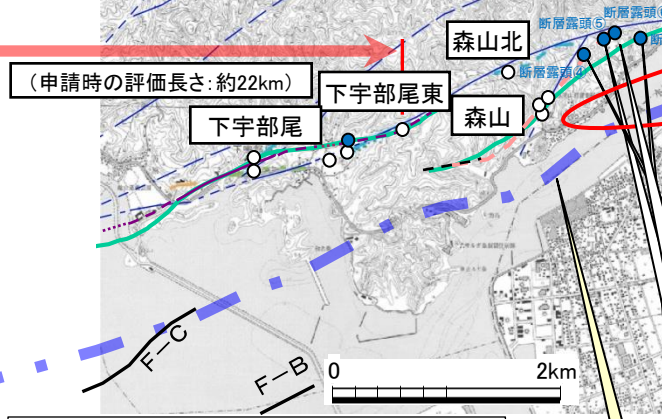 断層露頭⑤
断層露頭
森山北
断層露頭④
断
(申請時の評価長さ:約22km)
下宇部尾東
下宇部尾
森山
F－C
F－B
0
2km